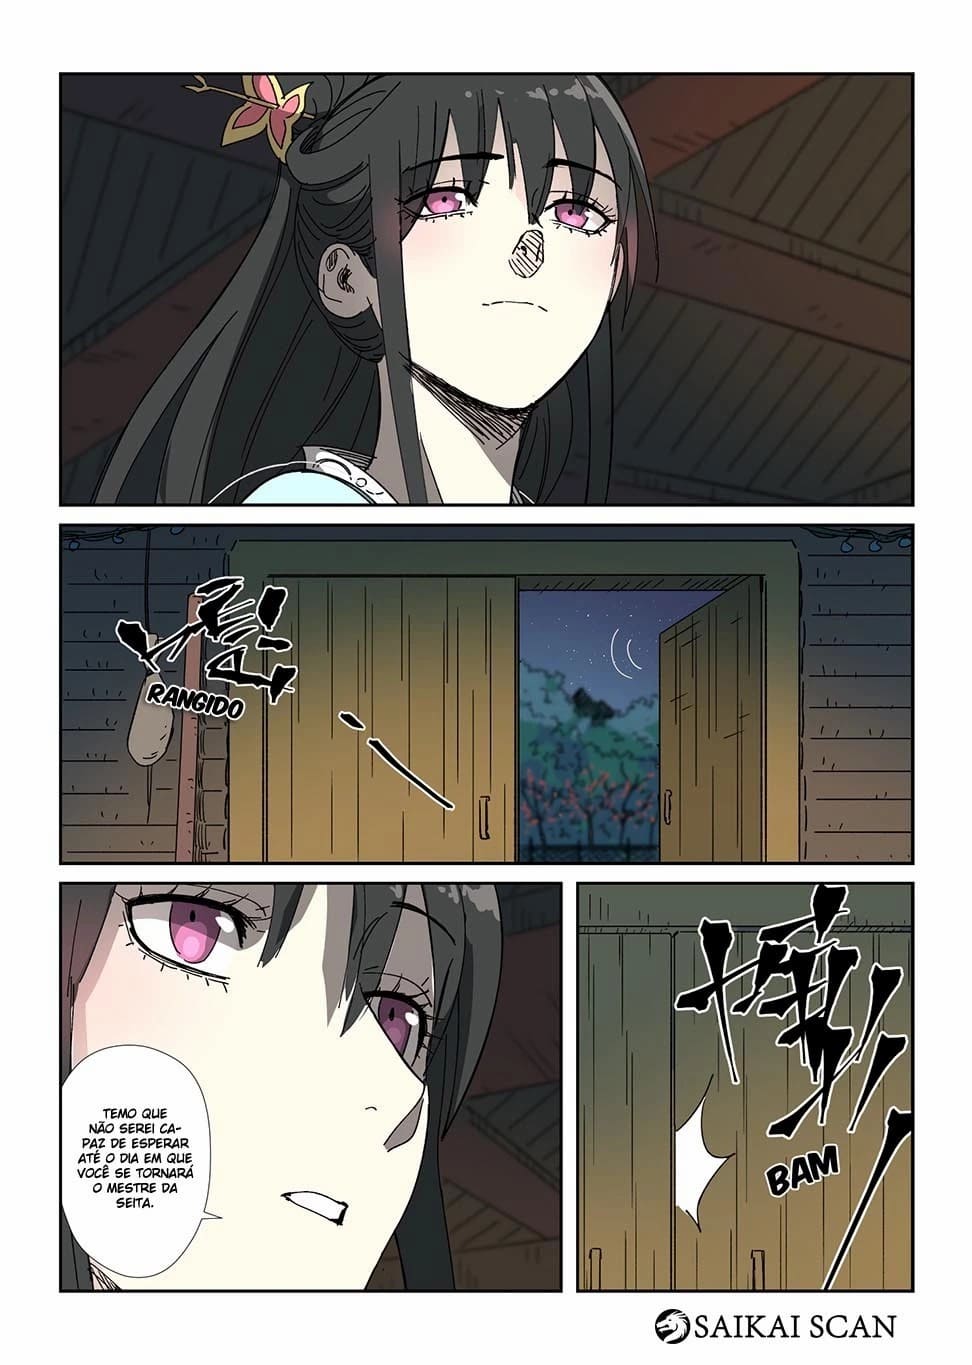 RANGIDO
TEMO QUE
NÃO SEREI CA-
PAZ DE ESPERAR
ATÉ O DIA EM QUE
VOCÊ SE TORNARÁ
O MESTRE DA
SEITA.
BAM
SAIKAI SCAN